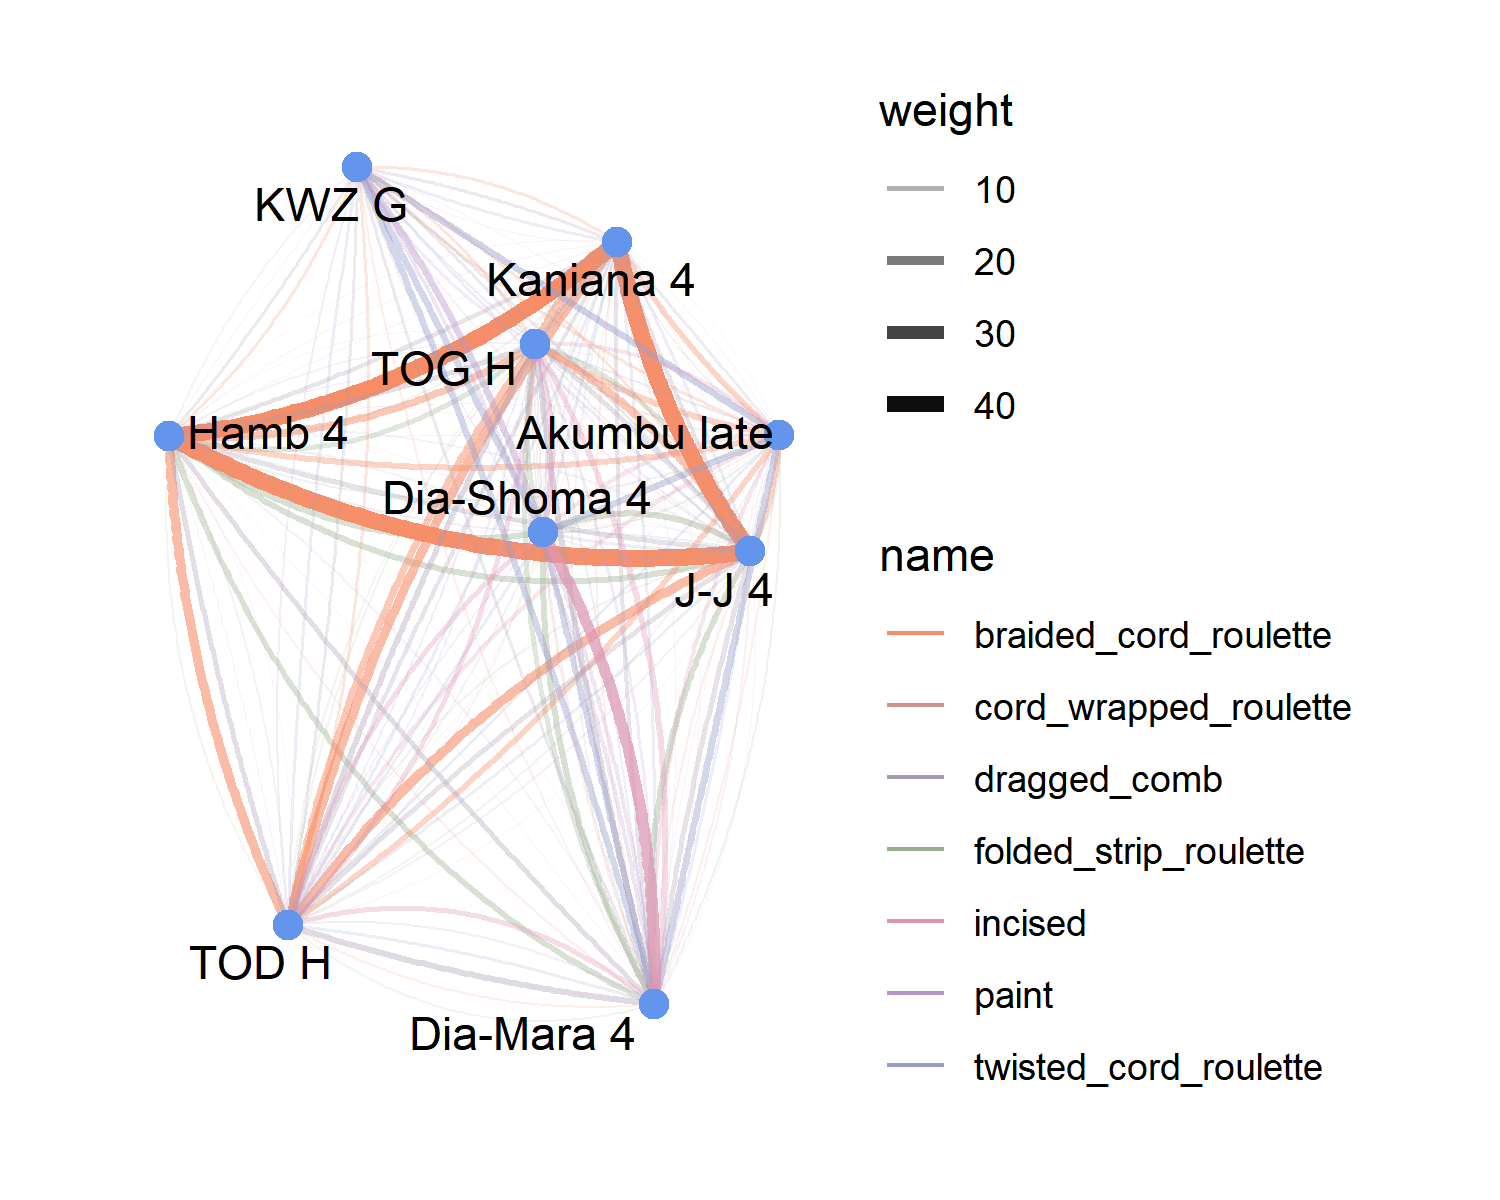 KWZ G
Kaniana 4
TOG H
Hamb 4
Akumbu late
Dia-Shoma 4
J-J 4
TOD H
Dia-Mara 4
weight
10
20
30
40
name
braided_cord_roulette
cord_wrapped_roulette
dragged_comb
folded_strip_roulette
incised
paint
twisted_cord_roulette